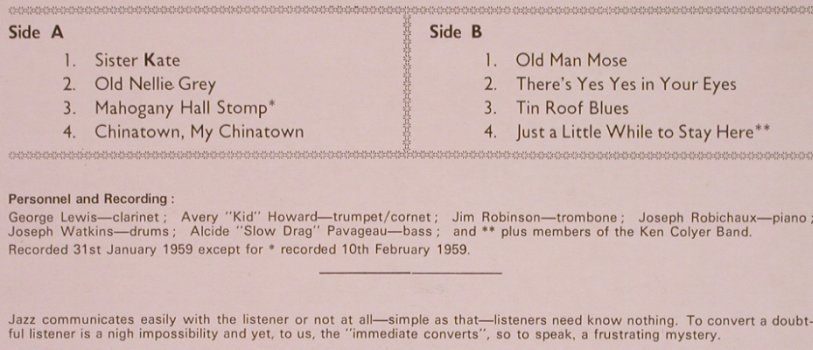 Side A
1. Sister Kate
2. Old Nellie Grey
3. Mahogany Hall Stomp*
4. Chinatown, My Chinatown
Side B
1. Old Man Mose
2. There's Yes Yes in Your Eyes
3. Tin Roof Blues
4. Just a Little While to Stay Here**
Personnel and Recording :
George Lewis—clarinet ; Avery "Kid" Howard—trumpet/cornet ; Jim Robinson—trombone ; Joseph Robichaux—piano ;
Joseph Watkins—drums ; Alcide "Slow Drag" Pavageau—bass ; and ** plus members of the Ken Colyer Band.
Recorded 31st January 1959 except for * recorded 10th February 1959.
Jazz communicates easily with the listener or not at all—simple as that—listeners need know nothing. To convert a doubt-
ful listener is a nigh impossibility and yet, to us, the "immediate converts", so to speak, a frustrating mystery.